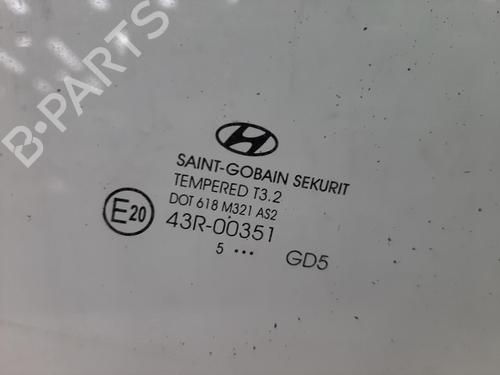 B-PARTS
SAINT-GOBAIN SEKURIT
TEMPERED T3.2
DOT 618 M321 AS2
E20 43R-00351
5 ••• GD5